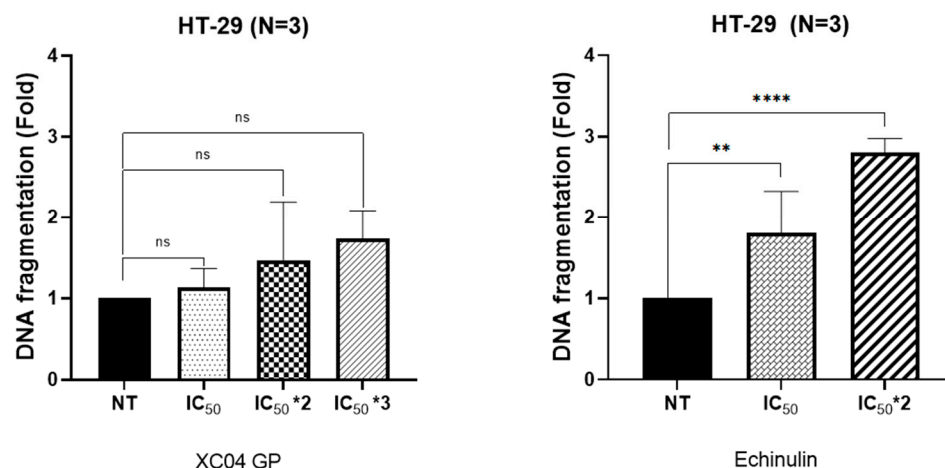 HT-29 (N=3)
DNA fragmentation (Fold)
4
3
2
1
0
ns
ns
ns
NT
IC₅₀
IC₅₀ *2
IC₅₀ *3
XC04 GP
HT-29 (N=3)
DNA fragmentation (Fold)
4
3
2
1
0
****
**
NT
IC₅₀
IC₅₀*2
Echinulin